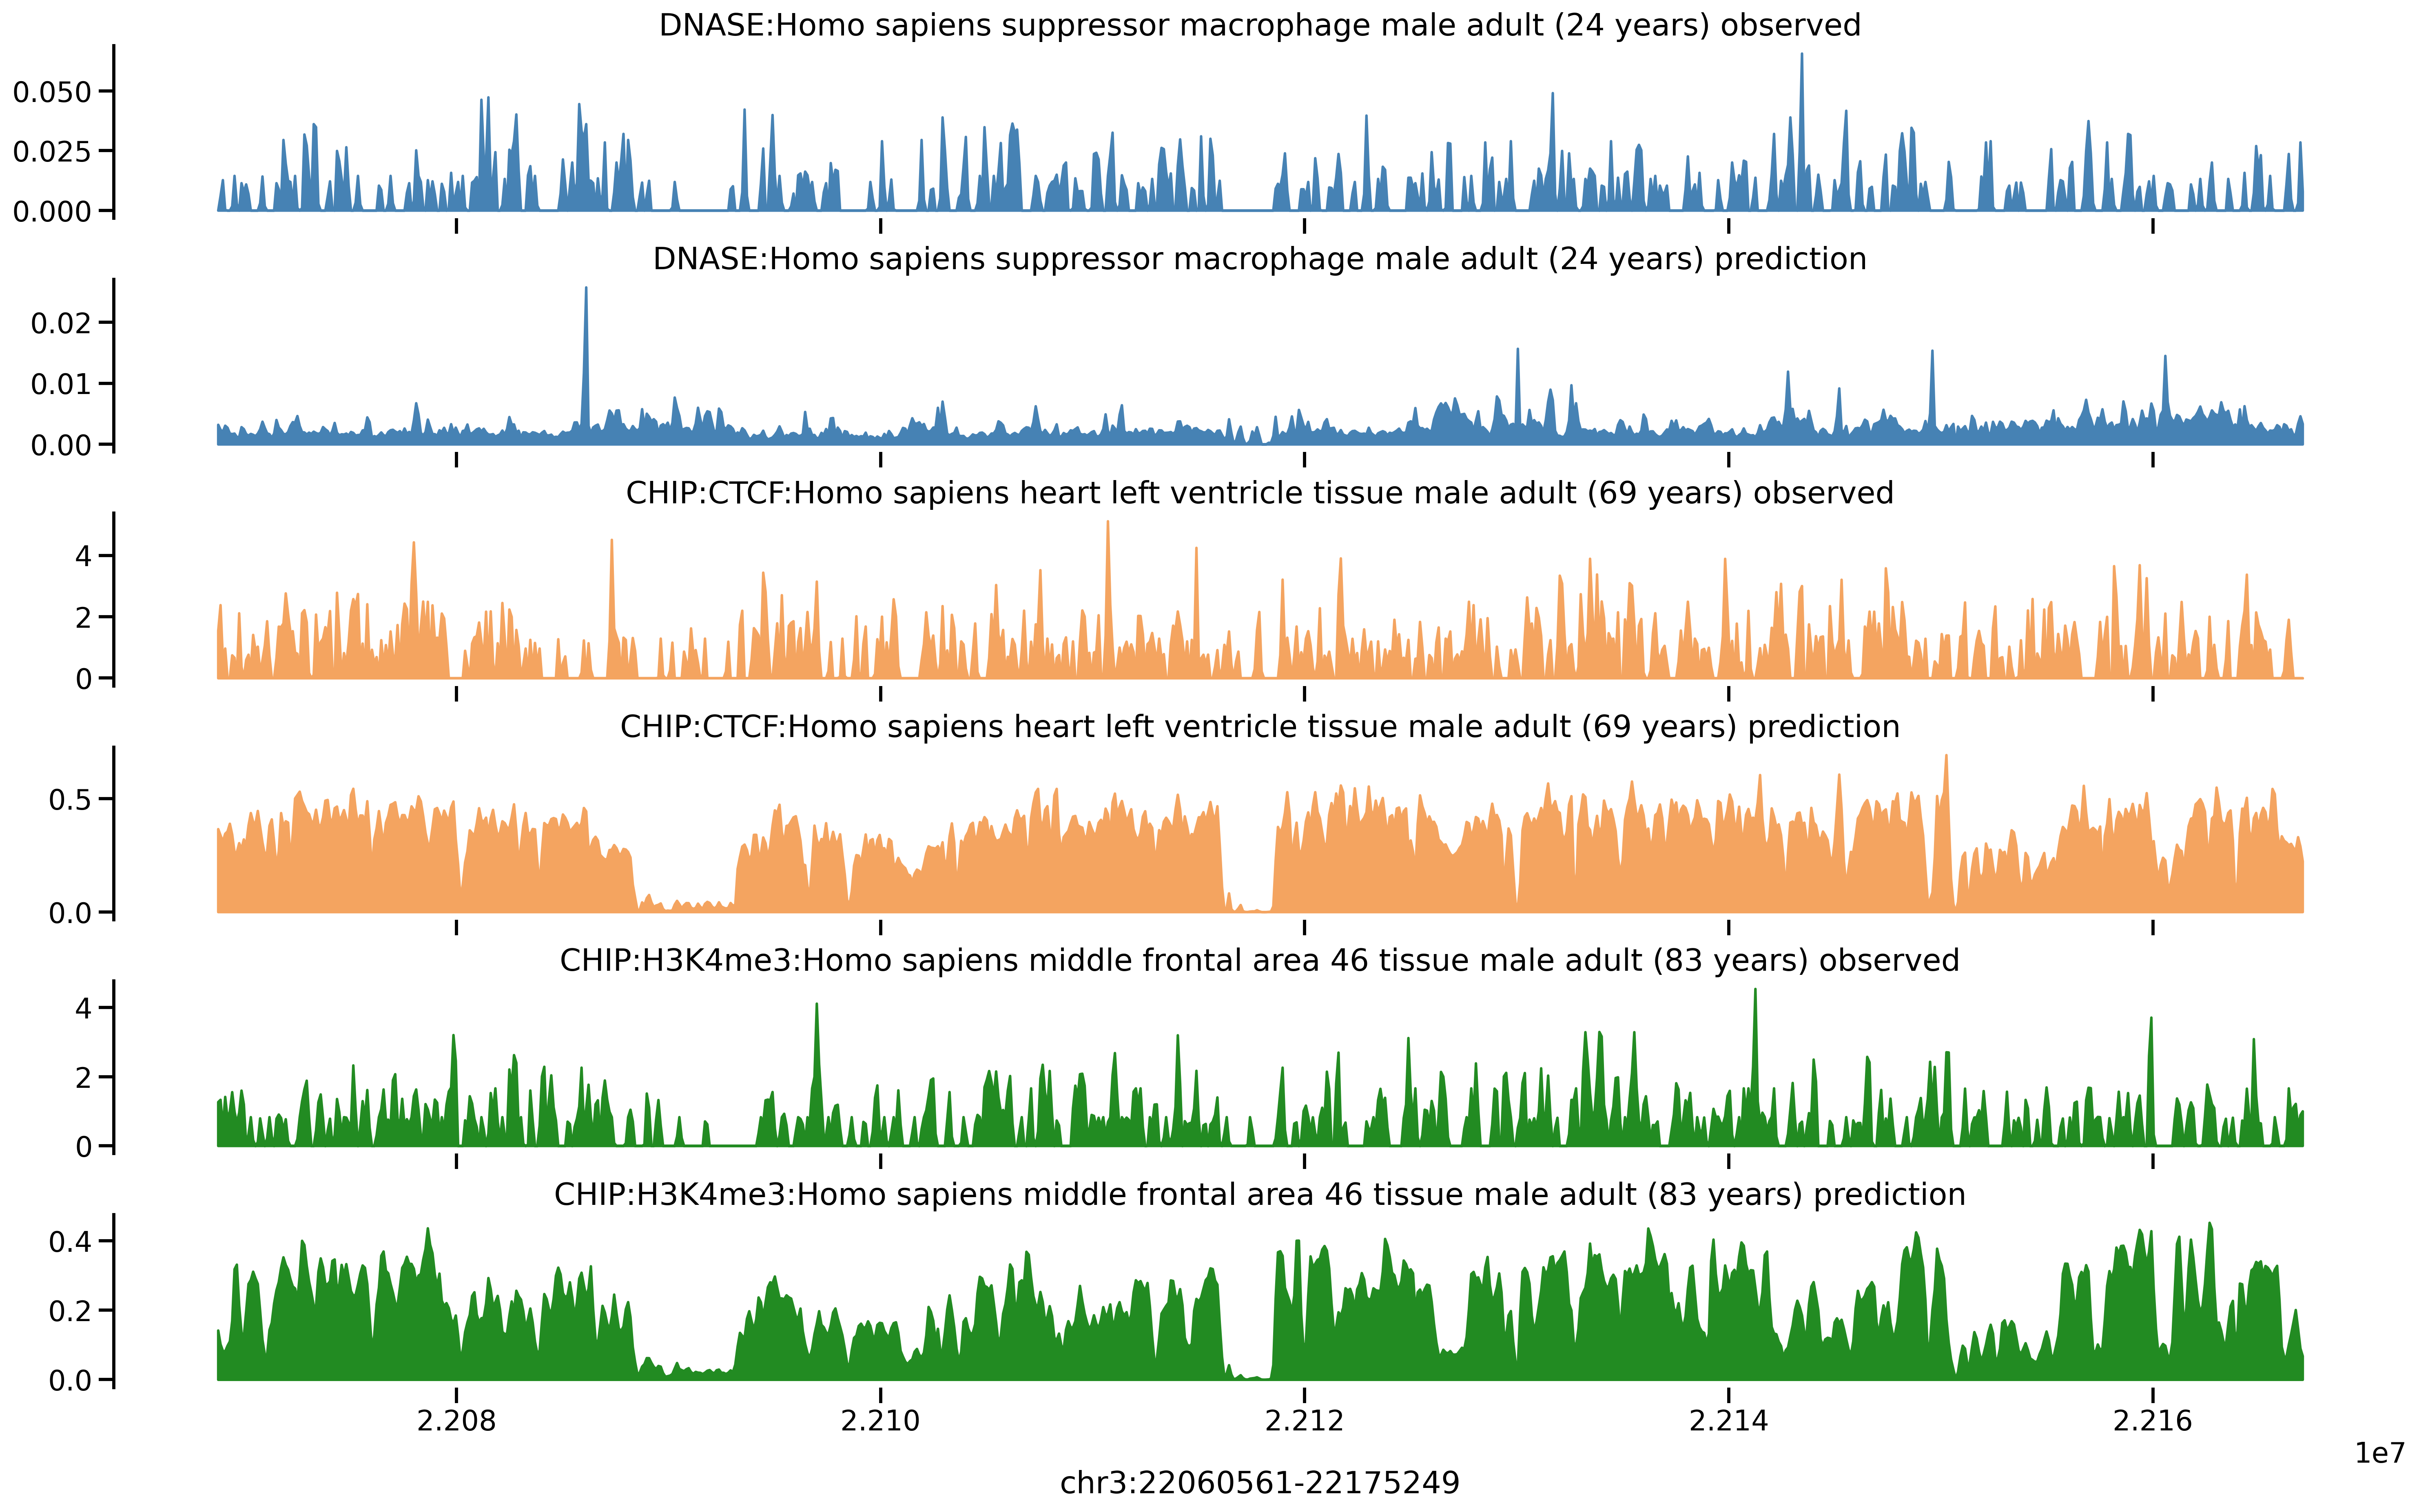 DNASE:Homo sapiens suppressor macrophage male adult (24 years) observed
0.050
0.025
0.000
DNASE:Homo sapiens suppressor macrophage male adult (24 years) prediction
0.02
0.01
0.00
CHIP:CTCF:Homo sapiens heart left ventricle tissue male adult (69 years) observed
4
2
0
CHIP:CTCF:Homo sapiens heart left ventricle tissue male adult (69 years) prediction
0.5
0.0
CHIP:H3K4me3:Homo sapiens middle frontal area 46 tissue male adult (83 years) observed
4
2
0
CHIP:H3K4me3:Homo sapiens middle frontal area 46 tissue male adult (83 years) prediction
0.4
0.2
0.0
2.208 2.210 2.212 2.214 2.216
1e7
chr3:22060561-22175249